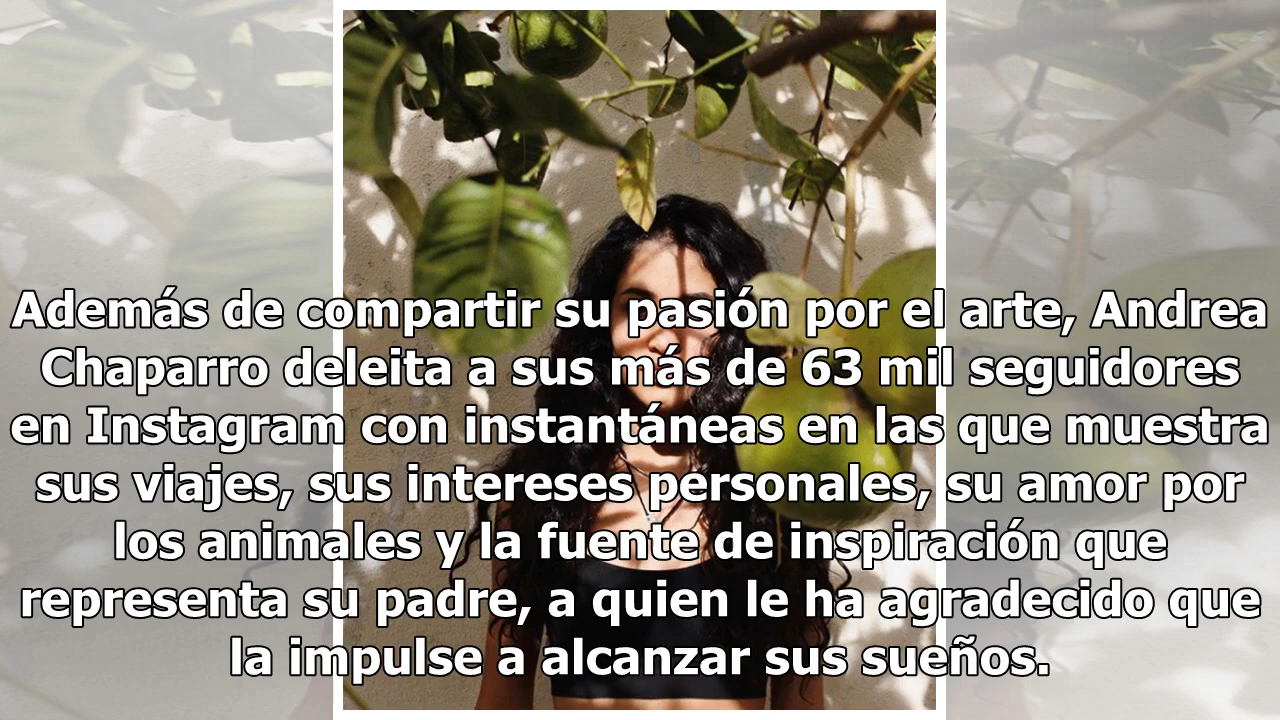 Además de compartir su pasión por el arte, Andrea
Chaparro deleita a sus más de 63 mil seguidores
en Instagram con instantáneas en las que muestra
sus viajes, sus intereses personales, su amor por
los animales y la fuente de inspiración que
representa su padre, a quien le ha agradecido que
la impulse a alcanzar sus sueños.